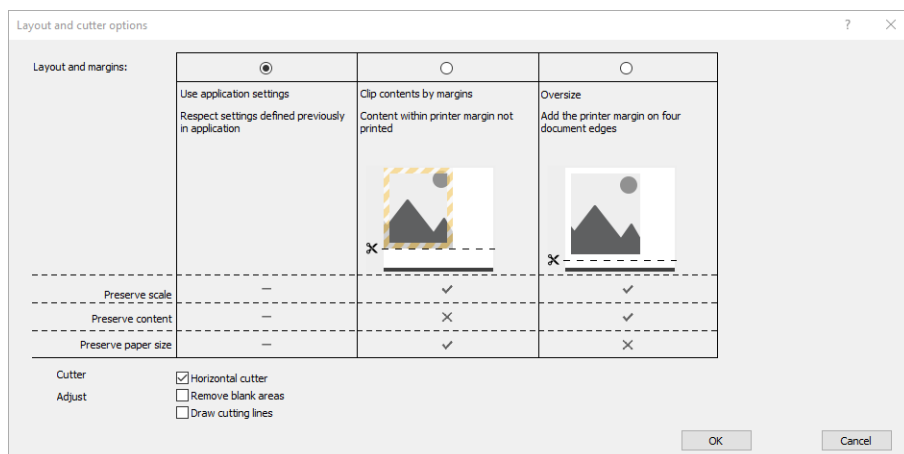 Layout and cutter options
Layout and margins:
Use application settings
Respect settings defined previously
in application
Clip contents by margins
Content within printer margin not
printed
Oversize
Add the printer margin on four
document edges
Preserve scale
Preserve content
Preserve paper size
Cutter
Horizontal cutter
Adjust
Remove blank areas
Draw cutting lines
OK
Cancel